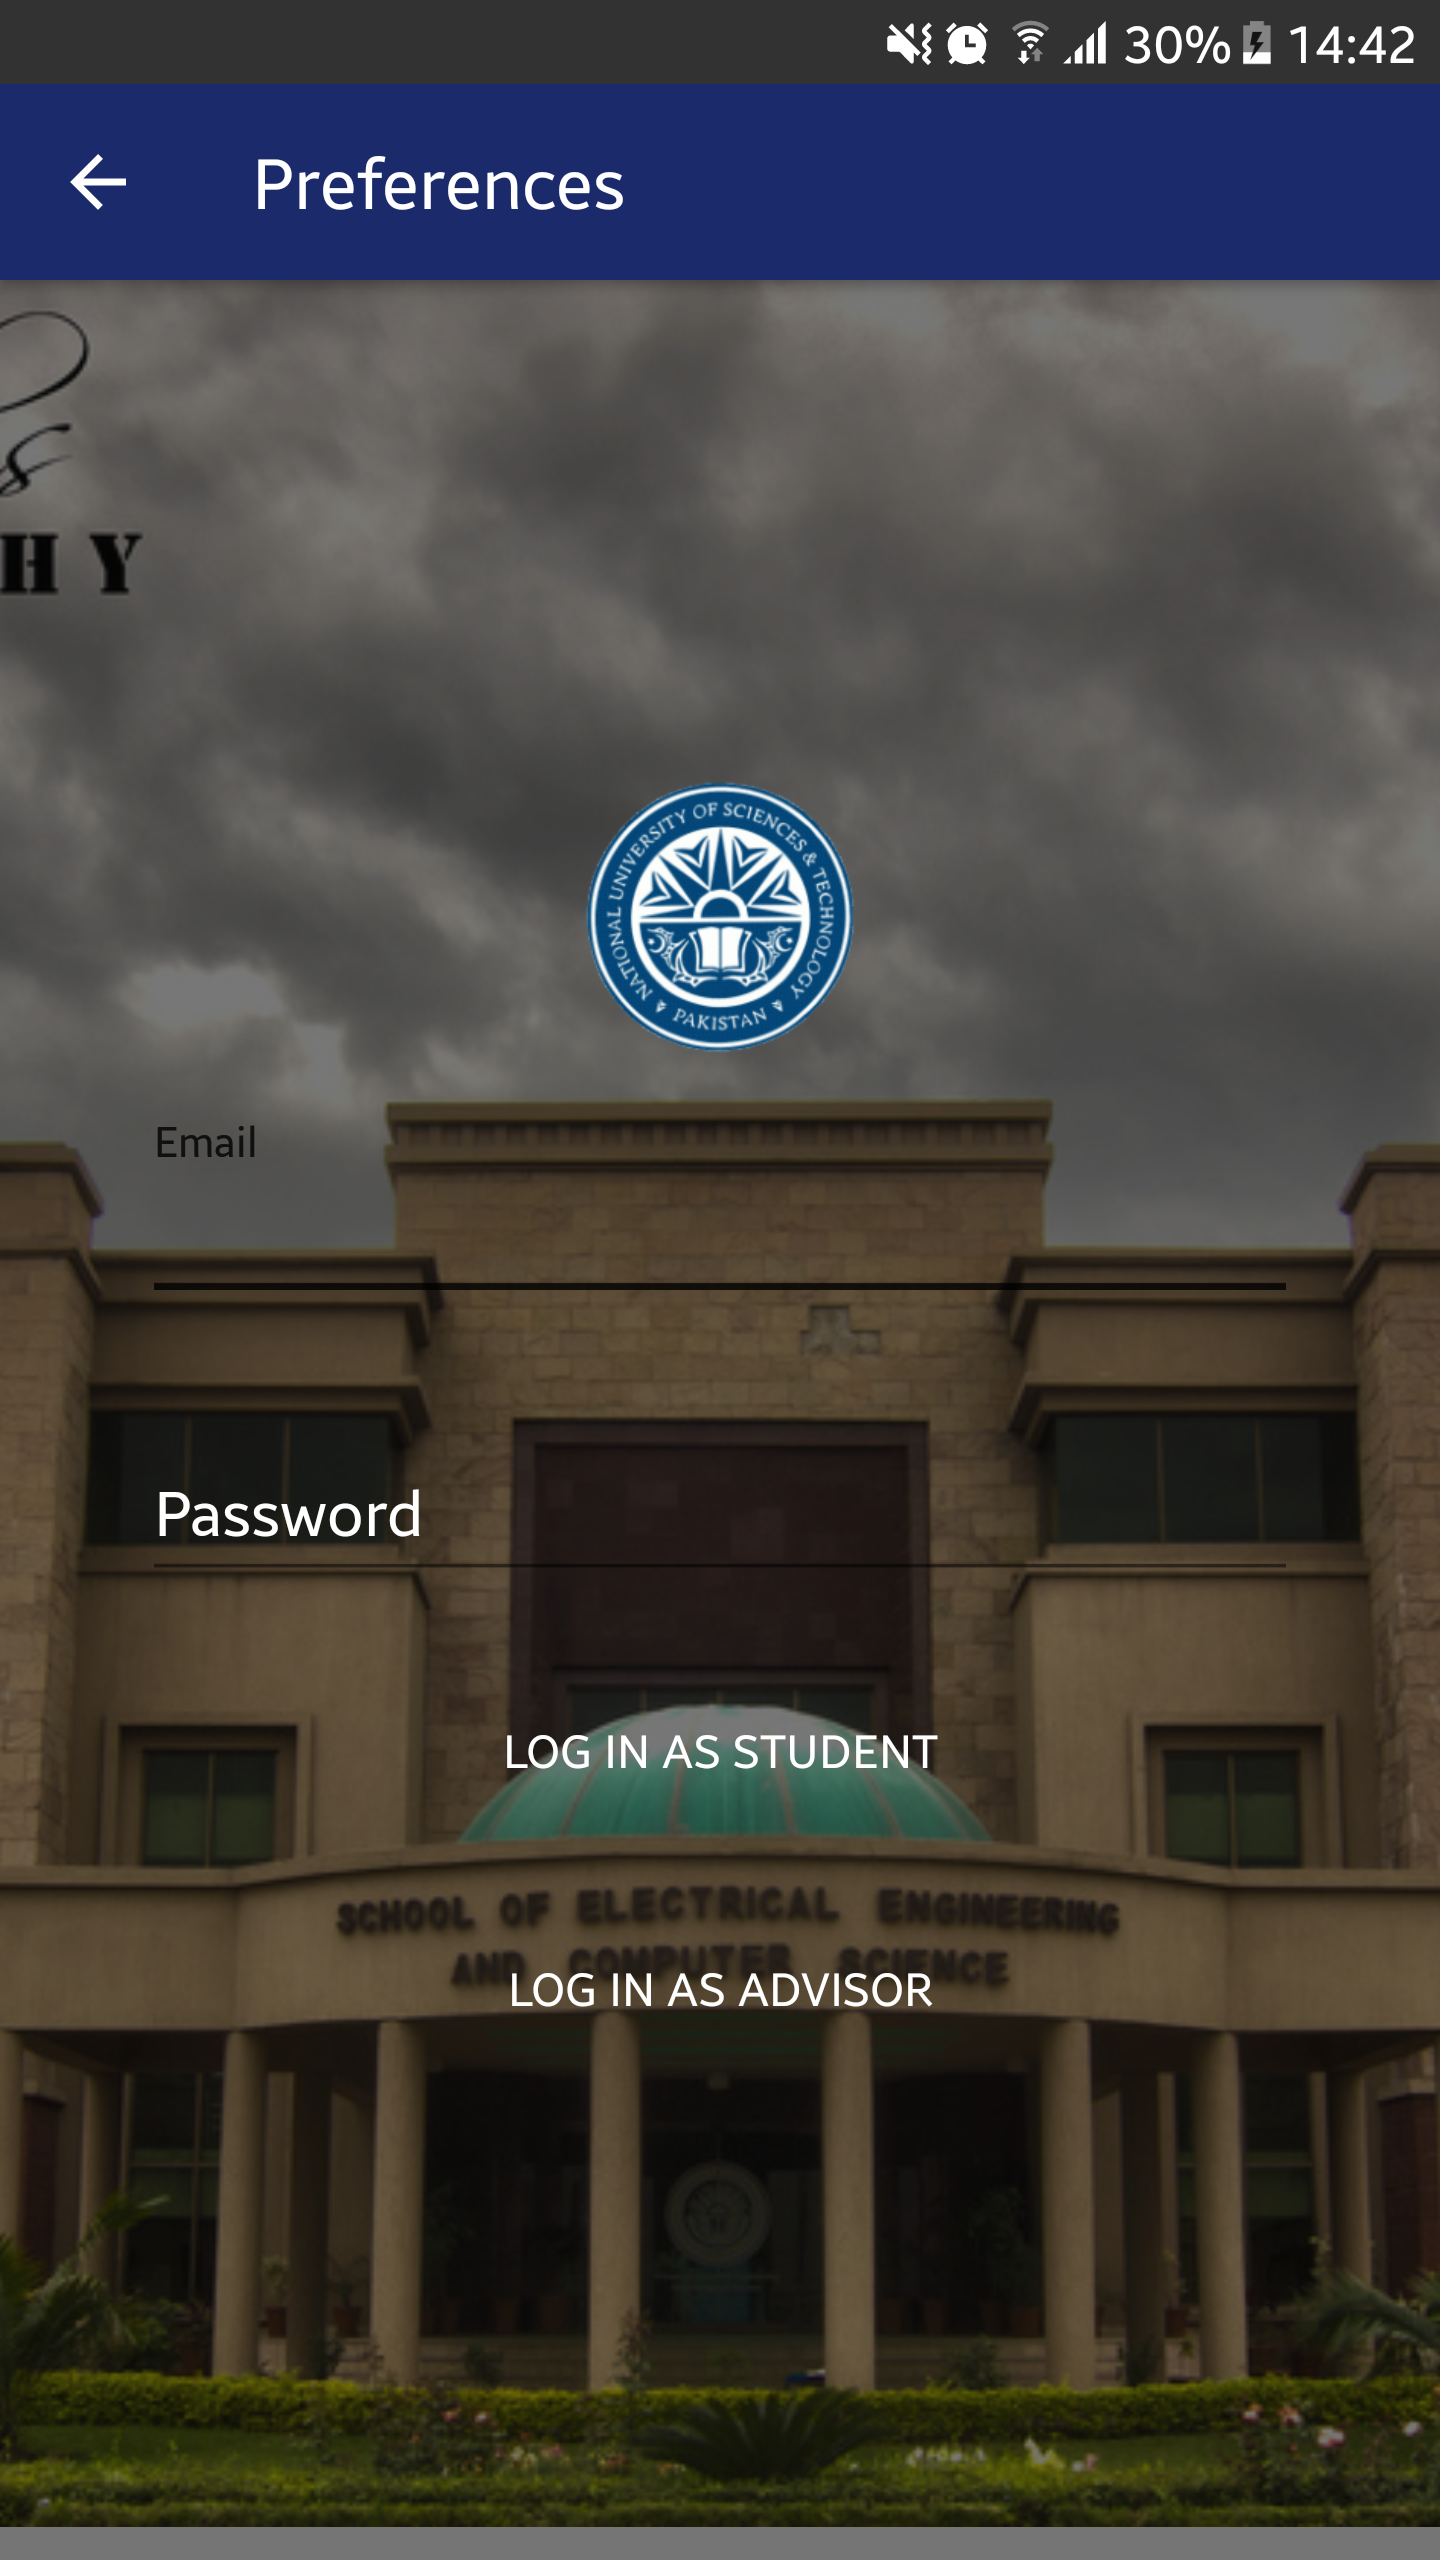 30% 14:42
Preferences
HY
NATIONAL UNIVERSITY OF SCIENCES & TECHNOLOGY
PAKISTAN
Email
Password
LOG IN AS STUDENT
SCHOOL OF ELECTRICAL ENGINEERING
AND COMPUTER SCIENCE
LOG IN AS ADVISOR